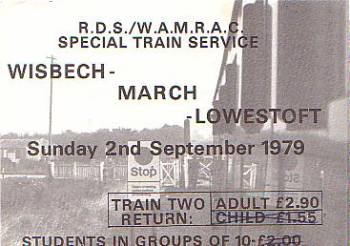 R.D.S./W.A.M.R.A.C.
SPECIAL TRAIN SERVICE
WISBECH-
MARCH
-LOWESTOFT
Sunday 2nd September 1979
Stop
TRAIN TWO ADULT £2.90
RETURN: CHILD £1.55
STUDENTS IN GROUPS OF 10-£2.00